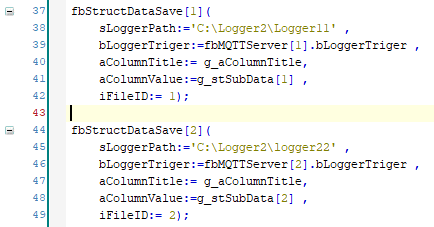 37 fbStructDataSave[1](
38 sLoggerPath:='C:\Logger2\Logger11' ,
39 bLoggerTriger:=fbMQTTServer[1].bLoggerTriger ,
40 aColumnTitle:= g_aColumnTitle,
41 aColumnValue:=g_stSubData[1] ,
42 iFileID:= 1);
43
44 fbStructDataSave[2](
45 sLoggerPath:='C:\Logger2\logger22' ,
46 bLoggerTriger:=fbMQTTServer[2].bLoggerTriger ,
47 aColumnTitle:= g_aColumnTitle,
48 aColumnValue:=g_stSubData[2] ,
49 iFileID:= 2);